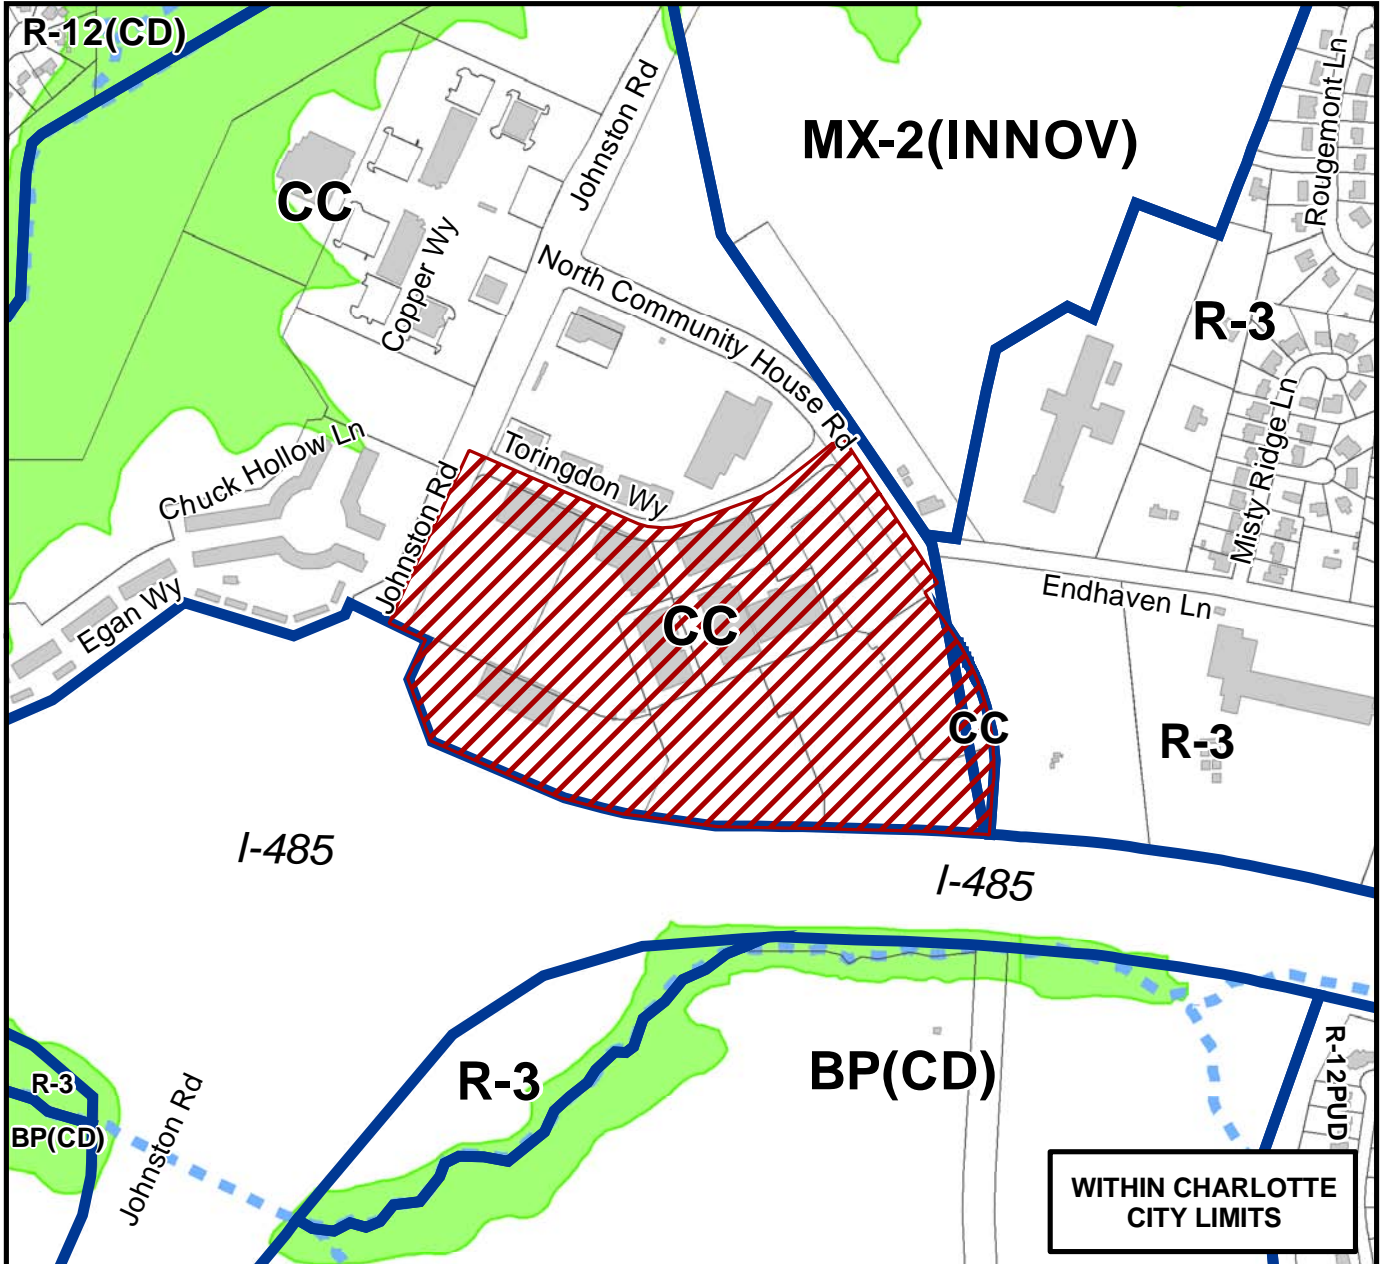 R-12(CD)
Johnston Rd
MX-2(INNOV)
Rougemont Ln
CC
Copper Wy
North Community House Rd
R-3
Misty Ridge Ln
Chuck Hollow Ln
Toringdon Wy
Johnston Rd
Egan Wy
Endhaven Ln
CC
CC
R-3
I-485
I-485
R-3
BP(CD)
R-12PUD
R-3
BP(CD)
Johnston Rd
WITHIN CHARLOTTE
CITY LIMITS